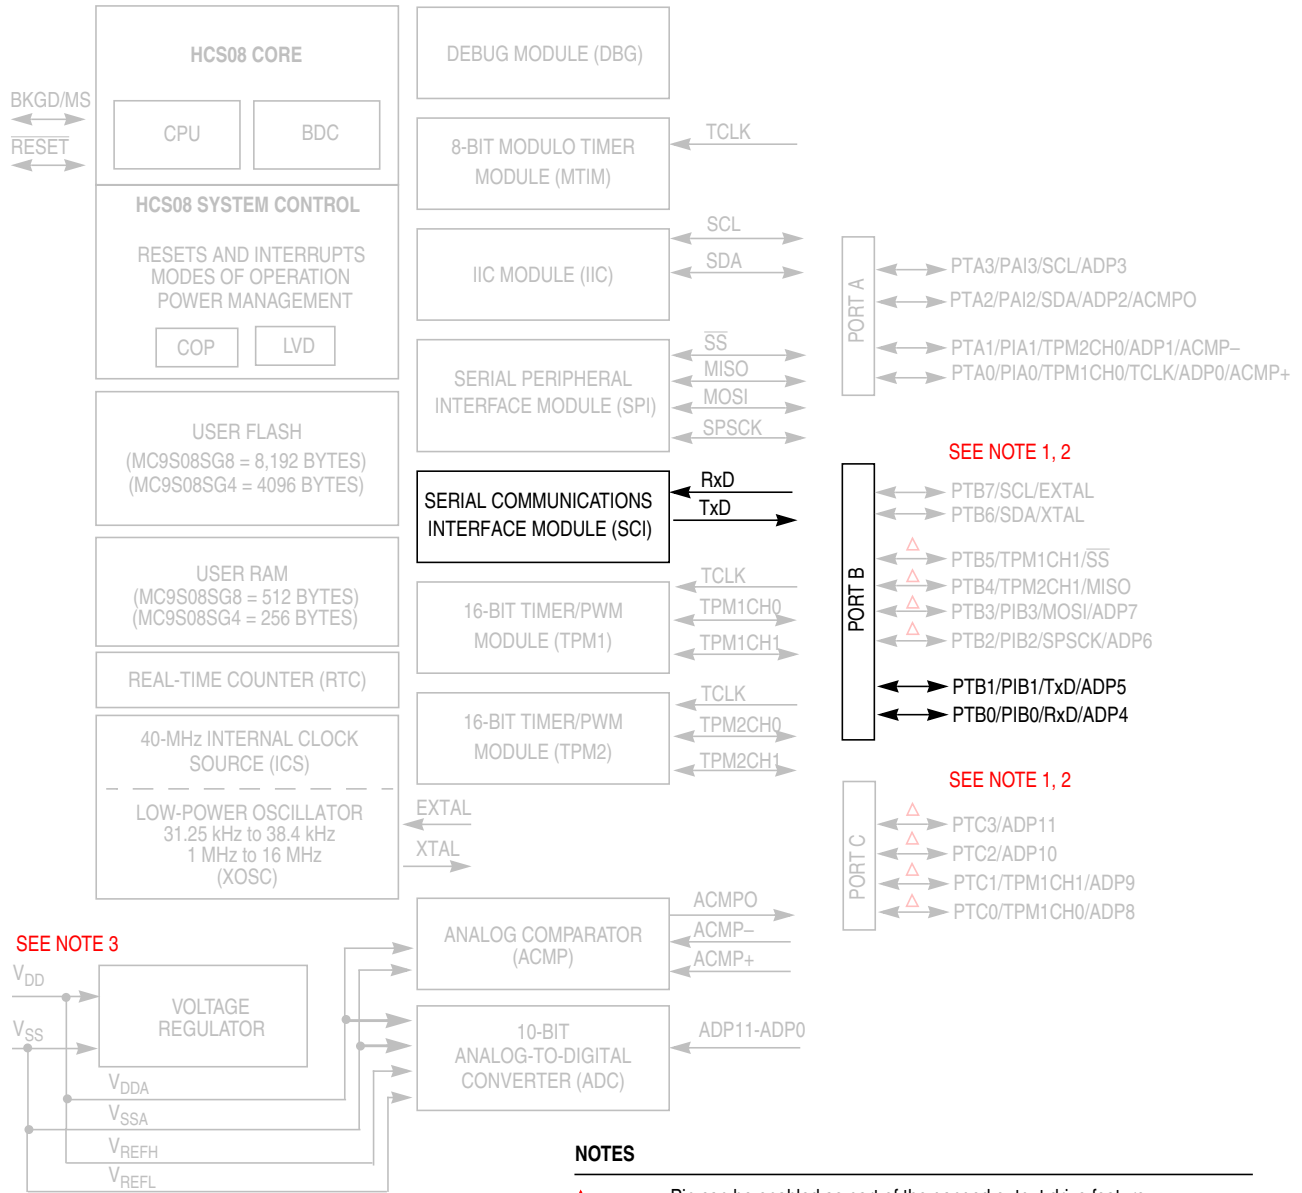 HCS08 CORE
BKGD/MS
RESET
CPU
BDC
HCS08 SYSTEM CONTROL
RESETS AND INTERRUPTS
MODES OF OPERATION
POWER MANAGEMENT
COP
LVD
USER FLASH
(MC9S08SG8 = 8,192 BYTES)
(MC9S08SG4 = 4096 BYTES)
USER RAM
(MC9S08SG8 = 512 BYTES)
(MC9S08SG4 = 256 BYTES)
REAL-TIME COUNTER (RTC)
40-MHz INTERNAL CLOCK
SOURCE (ICS)
LOW-POWER OSCILLATOR
31.25 kHz to 38.4 kHz
1 MHz to 16 MHz
(XOSC)
EXTAL
XTAL
SEE NOTE 3
VDD
VSS
VOLTAGE
REGULATOR
VDDA
VSSA
VREFH
VREFL
DEBUG MODULE (DBG)
8-BIT MODULO TIMER
MODULE (MTIM)
TCLK
IIC MODULE (IIC)
SCL
SDA
SERIAL PERIPHERAL
INTERFACE MODULE (SPI)
SS
MISO
MOSI
SPSCK
SERIAL COMMUNICATIONS
INTERFACE MODULE (SCI)
RxD
TxD
16-BIT TIMER/PWM
MODULE (TPM1)
TCLK
TPM1CH0
TPM1CH1
16-BIT TIMER/PWM
MODULE (TPM2)
TCLK
TPM2CH0
TPM2CH1
ANALOG COMPARATOR
(ACMP)
ACMPO
ACMP–
ACMP+
10-BIT
ANALOG-TO-DIGITAL
CONVERTER (ADC)
ADP11-ADP0
PORT A
PTA3/PAI3/SCL/ADP3
PTA2/PAI2/SDA/ADP2/ACMPO
PTA1/PIA1/TPM2CH0/ADP1/ACMP–
PTA0/PIA0/TPM1CH0/TCLK/ADP0/ACMP+
SEE NOTE 1, 2
PORT B
PTB7/SCL/EXTAL
PTB6/SDA/XTAL
PTB5/TPM1CH1/SS
PTB4/TPM2CH1/MISO
PTB3/PIB3/MOSI/ADP7
PTB2/PIB2/SPSCK/ADP6
PTB1/PIB1/TxD/ADP5
PTB0/PIB0/RxD/ADP4
SEE NOTE 1, 2
PORT C
PTC3/ADP11
PTC2/ADP10
PTC1/TPM1CH1/ADP9
PTC0/TPM1CH0/ADP8
NOTES